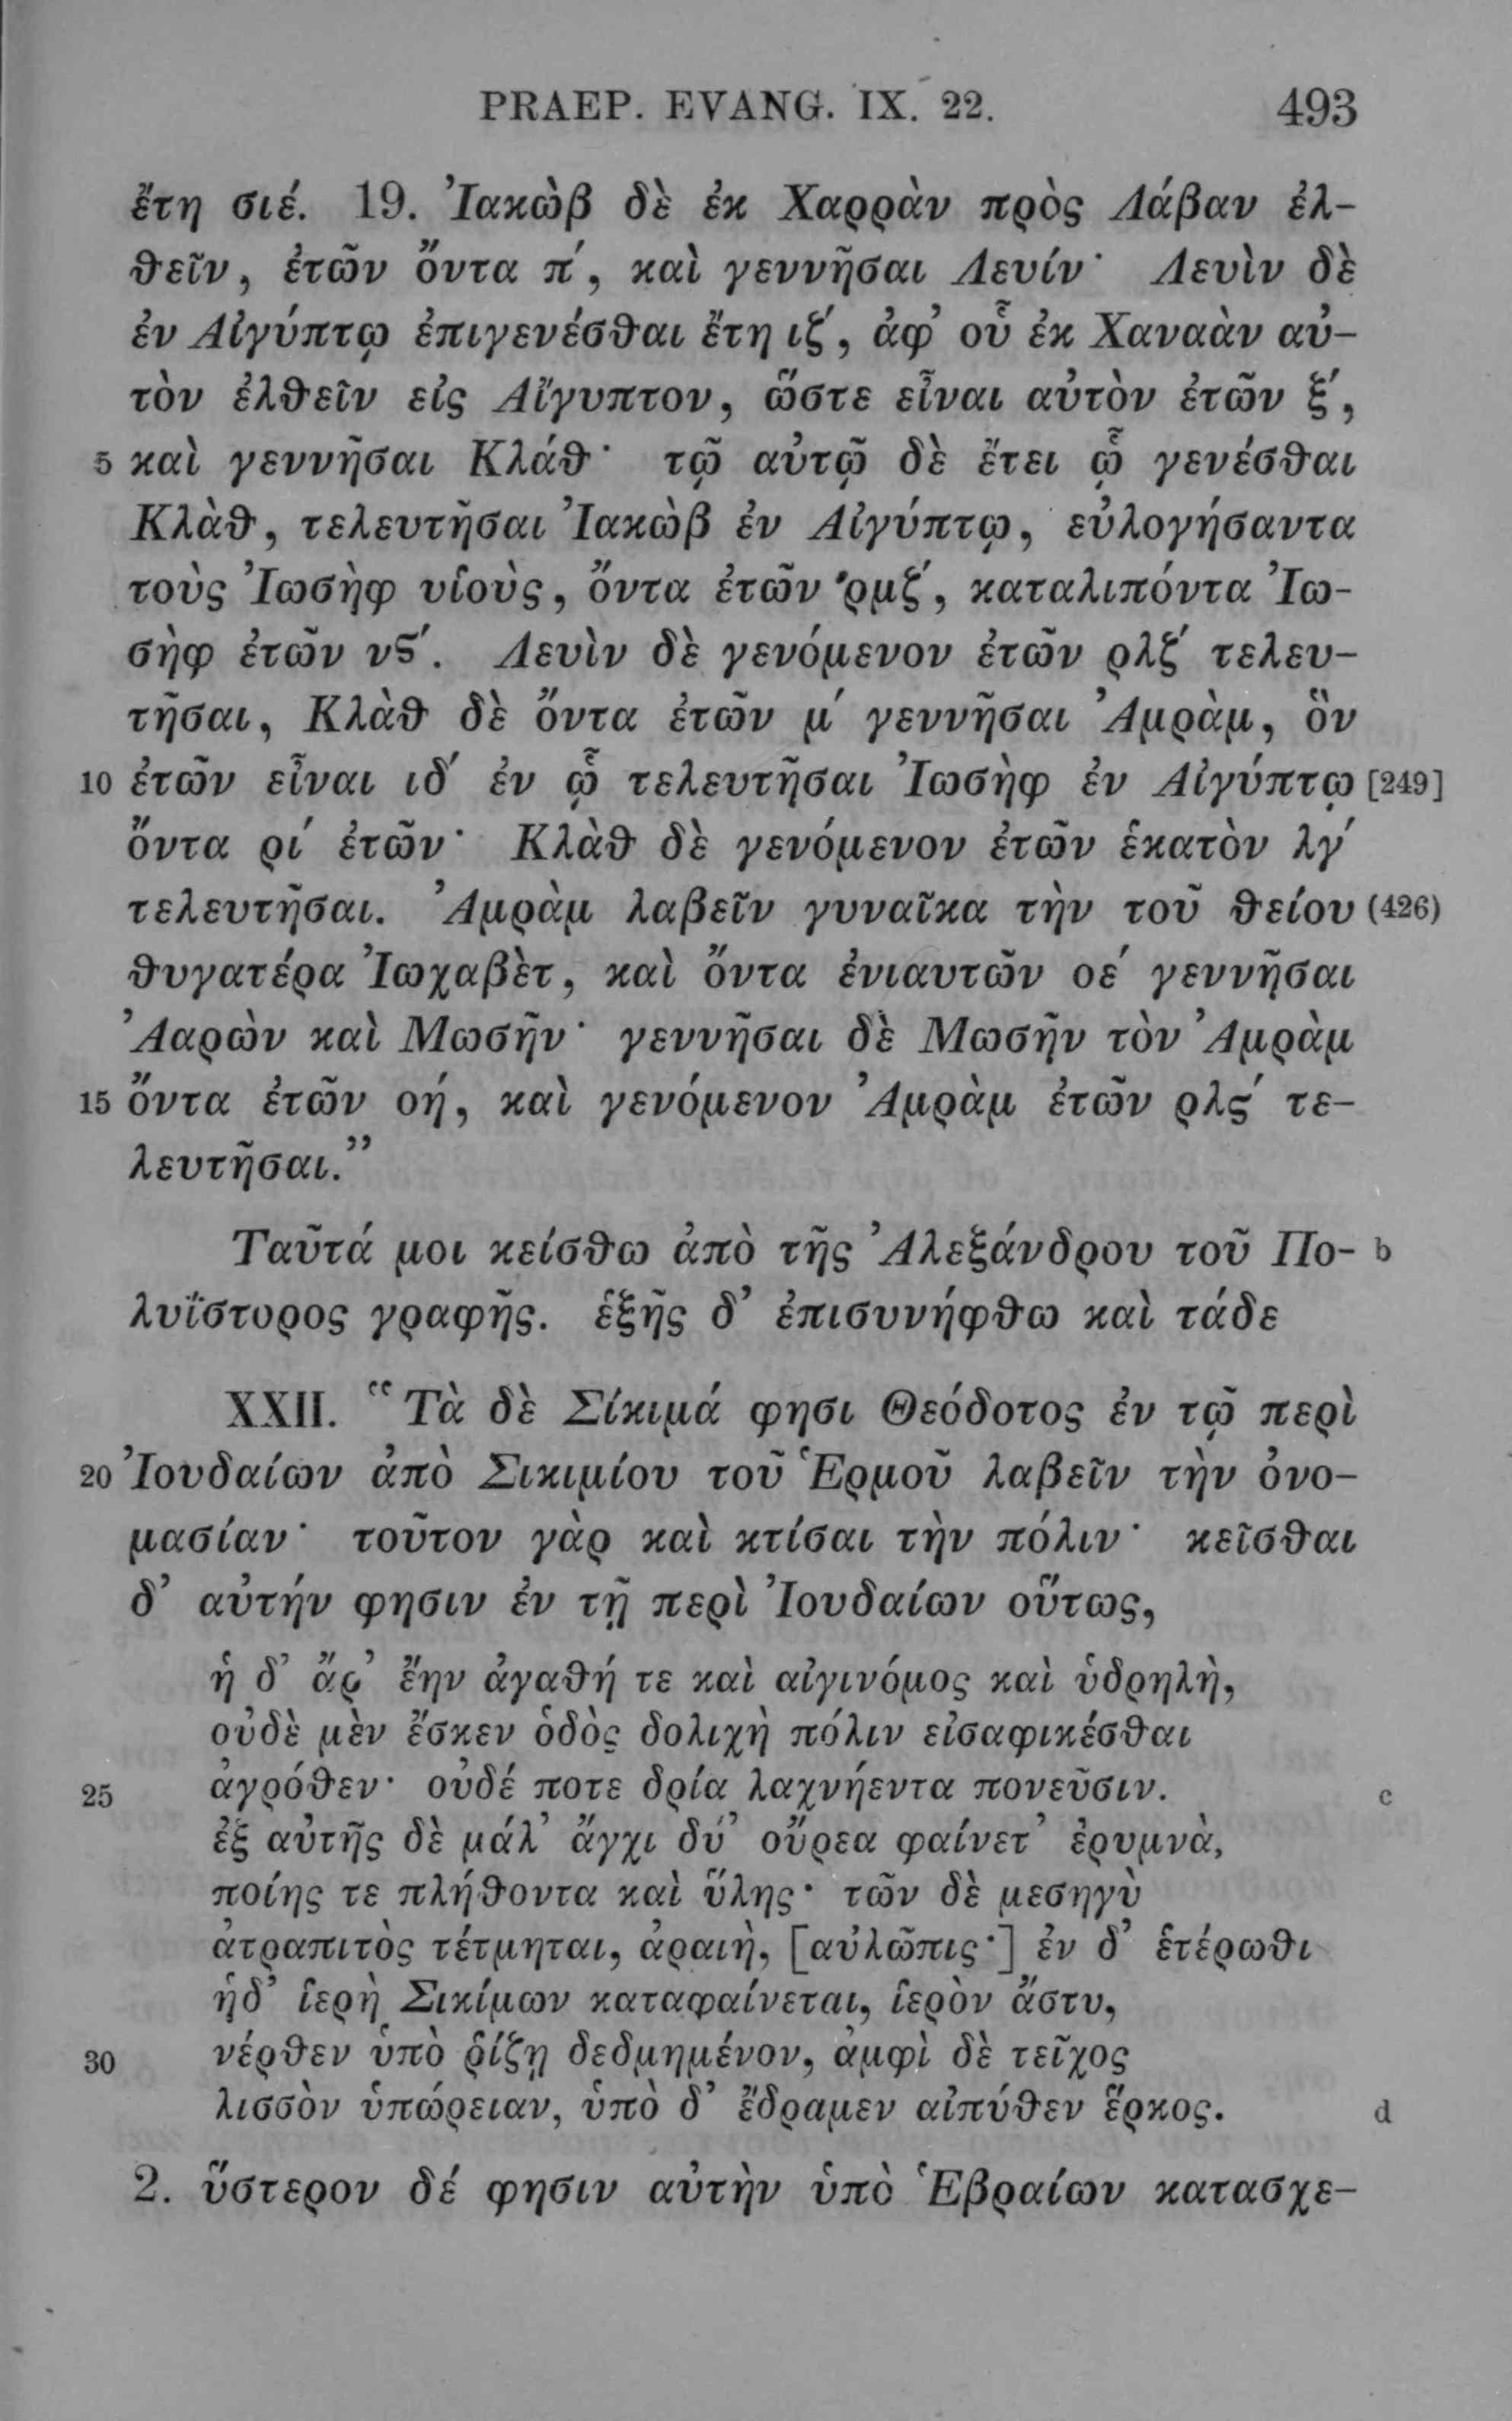 PRAEP. EVANG. IX. 22. 493
ἔτη σιέ. 19. Ἰακὼβ δὲ ἐκ Χαρρὰν πρὸς Λάβαν ἐλ-
θεῖν, ἐτῶν ὄντα π΄, καὶ γεννῆσαι Λευίν· Λευὶν δὲ
ἐν Αἰγύπτῳ ἐπιγενέσθαι ἔτη ιζ΄, ἀφ’ οὗ ἐκ Χαναὰν αὐ-
τὸν ἐλθεῖν εἰς Αἴγυπτον, ὥστε εἶναι αὐτὸν ἐτῶν ξ΄,
5 καὶ γεννῆσαι Κλάθ· τῷ αὐτῷ δὲ ἔτει ᾧ γενέσθαι
Κλὰθ, τελευτῆσαι Ἰακὼβ ἐν Αἰγύπτῳ, εὐλογήσαντα
τοὺς Ἰωσὴφ υἱοὺς, ὄντα ἐτῶν ρμζ΄, καταλιπόντα Ἰω-
σὴφ ἐτῶν νϛ΄. Λευὶν δὲ γενόμενον ἐτῶν ρλζ΄ τελευ-
τῆσαι, Κλὰθ δὲ ὄντα ἐτῶν μ΄ γεννῆσαι Ἀμρὰμ, ὃν
10 ἐτῶν εἶναι ιδ΄ ἐν ᾧ τελευτῆσαι Ἰωσὴφ ἐν Αἰγύπτῳ [249]
ὄντα ρι΄ ἐτῶν· Κλὰθ δὲ γενόμενον ἐτῶν ἑκατὸν λγ΄
τελευτῆσαι. Ἀμρὰμ λαβεῖν γυναῖκα τὴν τοῦ θείου (426)
θυγατέρα Ἰωχαβὲτ, καὶ ὄντα ἐνιαυτῶν οε΄ γεννῆσαι
Ἀαρὼν καὶ Μωσῆν· γεννῆσαι δὲ Μωσῆν τὸν Ἀμρὰμ
15 ὄντα ἐτῶν οή, καὶ γενόμενον Ἀμρὰμ ἐτῶν ρλϛ΄ τε-
λευτῆσαι.”
Ταῦτά μοι κείσθω ἀπὸ τῆς Ἀλεξάνδρου τοῦ Πο- b
λυΐστορος γραφῆς. ἑξῆς δ’ ἐπισυνήφθω καὶ τάδε
XXII. “Τὰ δὲ Σίκιμά φησι Θεόδοτος ἐν τῷ περὶ
20 Ἰουδαίων ἀπὸ Σικιμίου τοῦ Ἑρμοῦ λαβεῖν τὴν ὀνο-
μασίαν· τοῦτον γὰρ καὶ κτίσαι τὴν πόλιν· κεῖσθαι
δ’ αὐτήν φησιν ἐν τῇ περὶ Ἰουδαίων οὕτως,
ἡ δ’ ἄρ’ ἔην ἀγαθή τε καὶ αἰγινόμος καὶ ὑδρηλὴ,
οὐδὲ μὲν ἔσκεν ὁδὸς δολιχὴ πόλιν εἰσαφικέσθαι
25 ἀγρόθεν· οὐδέ ποτε δρία λαχνήεντα πονεῦσιν. c
ἐξ αὐτῆς δὲ μάλ’ ἄγχι δύ’ οὔρεα φαίνετ’ ἐρυμνὰ,
ποίης τε πλήθοντα καὶ ὕλης· τῶν δὲ μεσηγὺ
ἀτραπιτὸς τέτμηται, ἀραιὴ, [αὐλῶπις·] ἐν δ’ ἑτέρωθι
ἡδ’ ἱερὴ Σικίμων καταφαίνεται, ἱερὸν ἄστυ,
30 νέρθεν ὑπὸ ῥίζῃ δεδμημένον, ἀμφὶ δὲ τεῖχος
λισσὸν ὑπώρειαν, ὑπὸ δ’ ἔδραμεν αἰπύθεν ἕρκος. d
2. ὕστερον δέ φησιν αὐτὴν ὑπὸ Ἑβραίων κατασχε-